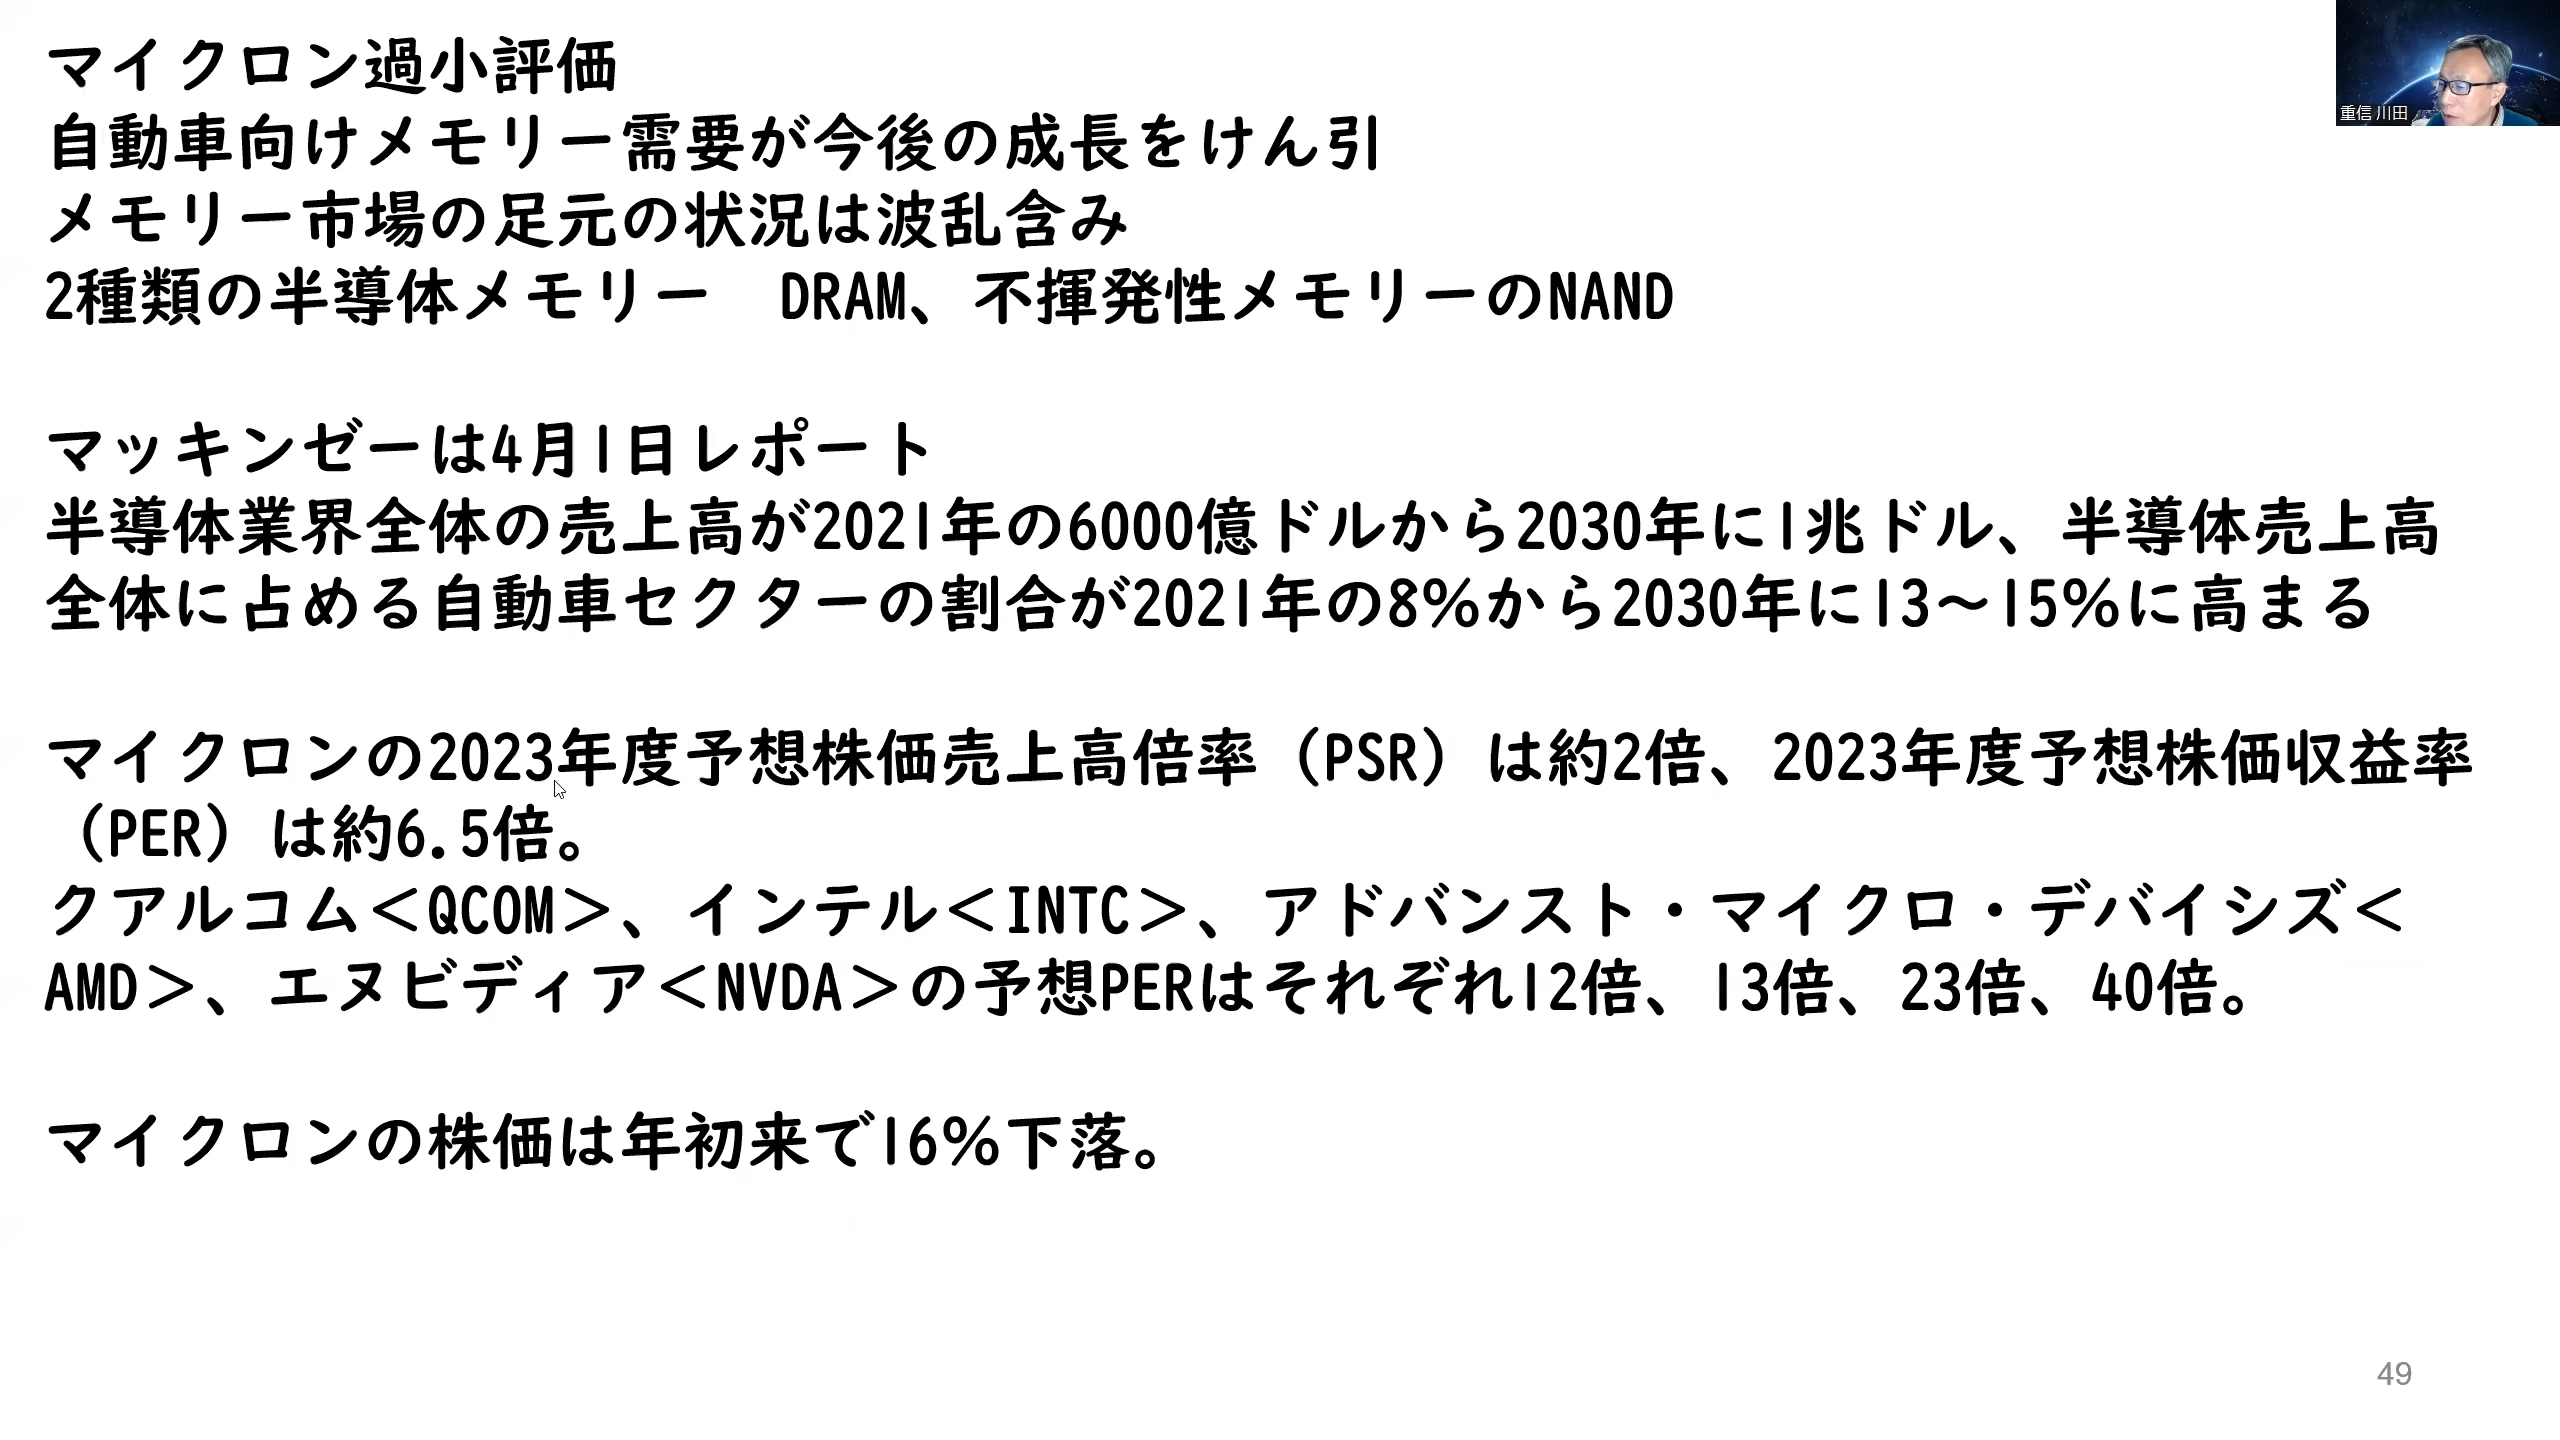 マイクロン過小評価
自動車向けメモリー需要が今後の成長をけん引
メモリー市場の足元の状況は波乱含み
2種類の半導体メモリー　DRAM、不揮発性メモリーのNAND
マッキンゼーは4月1日レポート
半導体業界全体の売上高が2021年の6000億ドルから2030年に1兆ドル、半導体売上高
全体に占める自動車セクターの割合が2021年の8%から2030年に13〜15%に高まる
マイクロンの2023年度予想株価売上高倍率（PSR）は約2倍、2023年度予想株価収益率
（PER）は約6.5倍。
クアルコム＜QCOM＞、インテル＜INTC＞、アドバンスト・マイクロ・デバイシズ＜
AMD＞、エヌビディア＜NVDA＞の予想PERはそれぞれ12倍、13倍、23倍、40倍。
マイクロンの株価は年初来で16%下落。
重信 川田
49